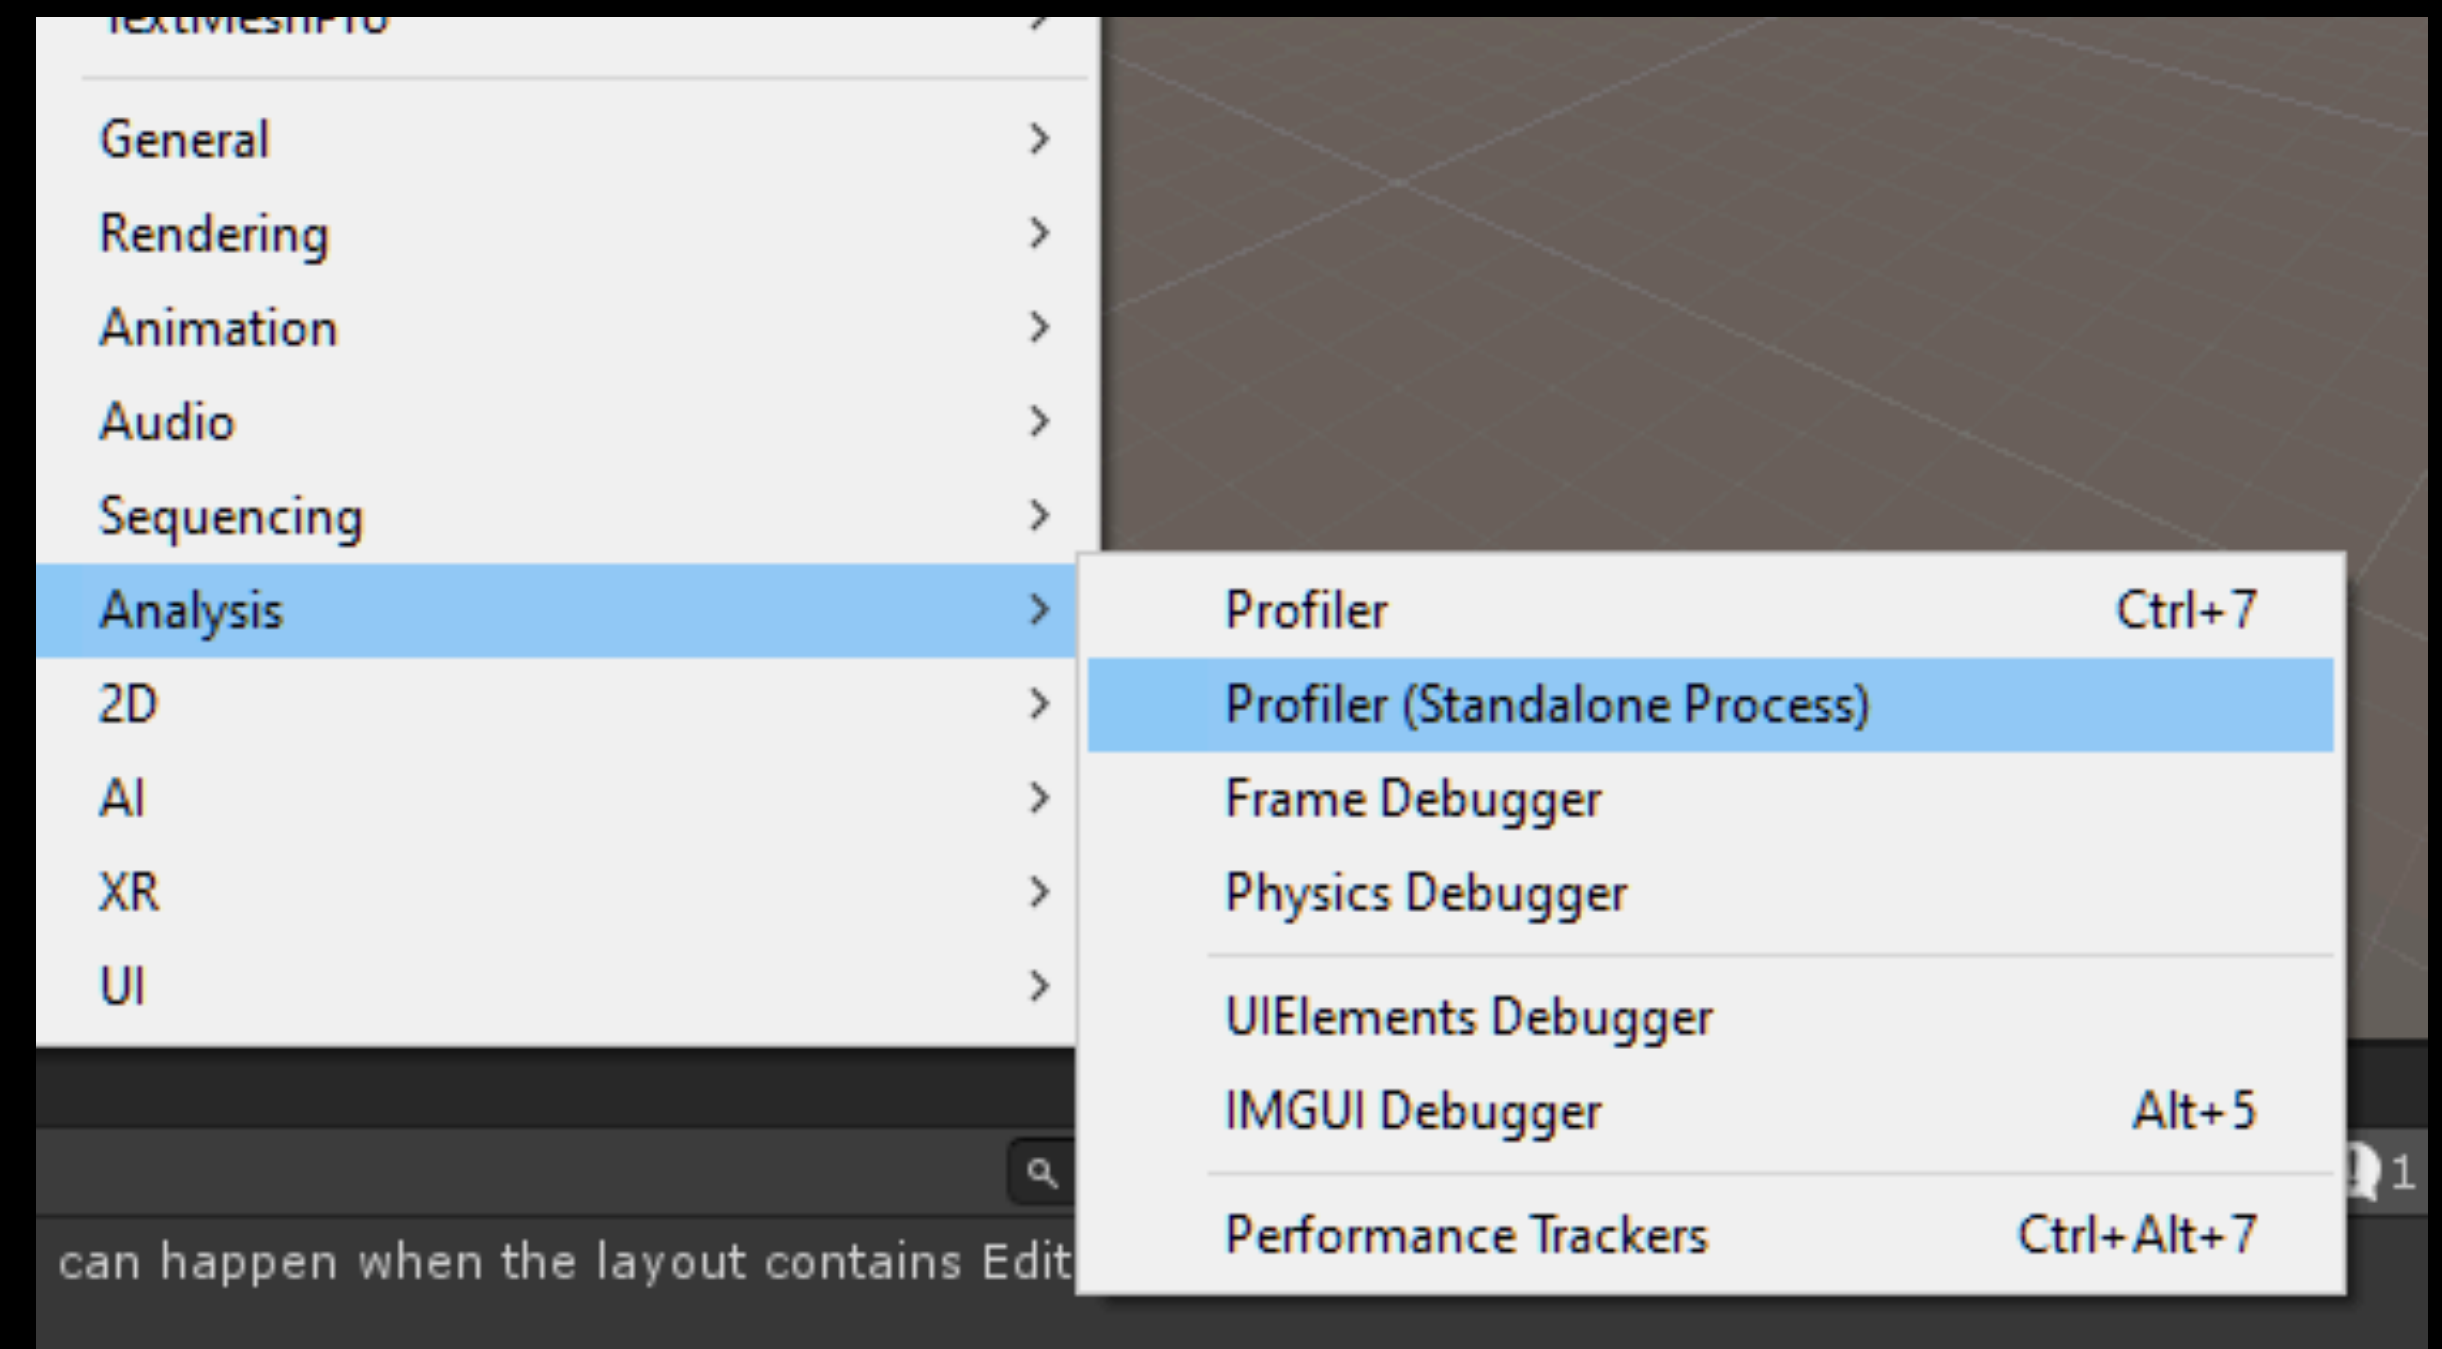 TextMeshPro
General
Rendering
Animation
Audio
Sequencing
Analysis
2D
AI
XR
UI
Profiler Ctrl+7
Profiler (Standalone Process)
Frame Debugger
Physics Debugger
UIElements Debugger
IMGUI Debugger Alt+5
Performance Trackers Ctrl+Alt+7
1
can happen when the layout contains Edit